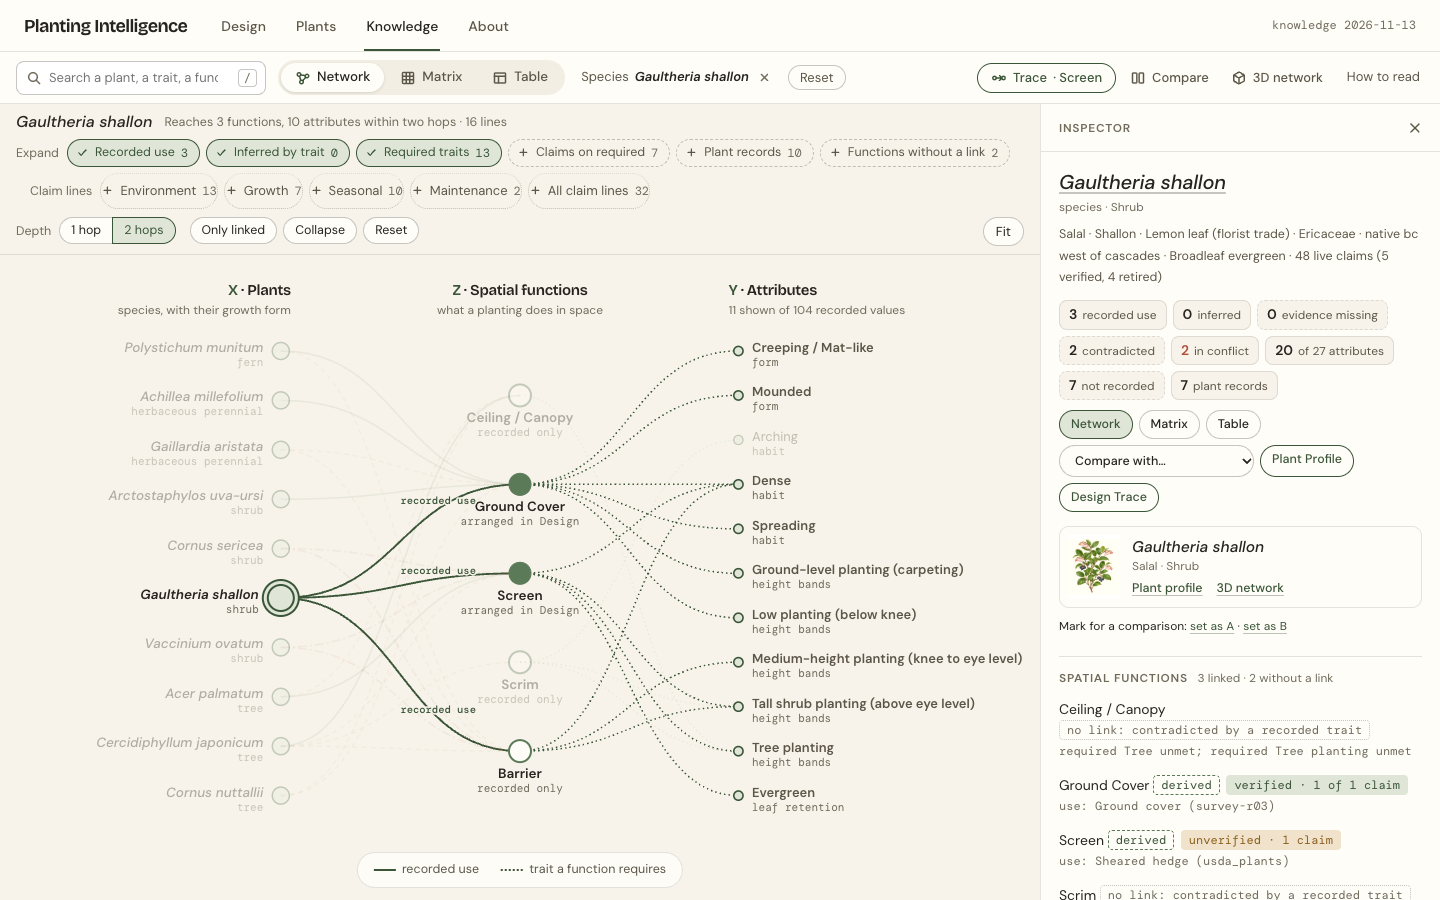 Planting Intelligence Design Plants Knowledge About knowledge 2026-11-13
Search a plant, a trait, a func / Network Matrix Table Species Gaultheria shallon × Reset Trace · Screen Compare 3D network How to read
Gaultheria shallon Reaches 3 functions, 10 attributes within two hops · 16 lines
Expand ✓ Recorded use 3 ✓ Inferred by trait 0 ✓ Required traits 13 + Claims on required 7 + Plant records 10 + Functions without a link 2
Claim lines + Environment 13 + Growth 7 + Seasonal 10 + Maintenance 2 + All claim lines 32
Depth 1 hop 2 hops Only linked Collapse Reset Fit
X · Plants
species, with their growth form
Z · Spatial functions
what a planting does in space
Y · Attributes
11 shown of 104 recorded values
Polystichum munitum
fern
Achillea millefolium
herbaceous perennial
Gaillardia aristata
herbaceous perennial
Arctostaphylos uva-ursi
shrub
Cornus sericea
shrub
Gaultheria shallon
shrub
Vaccinium ovatum
shrub
Acer palmatum
tree
Cercidiphyllum japonicum
tree
Cornus nuttallii
tree
recorded use
recorded use
recorded use
Ceiling / Canopy
recorded only
Ground Cover
arranged in Design
Screen
arranged in Design
Scrim
recorded only
Barrier
recorded only
Creeping / Mat-like
form
Mounded
form
Arching
habit
Dense
habit
Spreading
habit
Ground-level planting (carpeting)
height bands
Low planting (below knee)
height bands
Medium-height planting (knee to eye level)
height bands
Tall shrub planting (above eye level)
height bands
Tree planting
height bands
Evergreen
leaf retention
recorded use trait a function requires
INSPECTOR ×
Gaultheria shallon
species · Shrub
Salal · Shallon · Lemon leaf (florist trade) · Ericaceae · native bc
west of cascades · Broadleaf evergreen · 48 live claims (5
verified, 4 retired)
3 recorded use 0 inferred 0 evidence missing
2 contradicted 2 in conflict 20 of 27 attributes
7 not recorded 7 plant records
Network Matrix Table
Compare with… Plant Profile
Design Trace
Gaultheria shallon
Salal · Shrub
Plant profile 3D network
Mark for a comparison: set as A · set as B
SPATIAL FUNCTIONS 3 linked · 2 without a link
Ceiling / Canopy
no link: contradicted by a recorded trait
required Tree unmet; required Tree planting unmet
Ground Cover derived verified · 1 of 1 claim
use: Ground cover (survey-r03)
Screen derived unverified · 1 claim
use: Sheared hedge (usda_plants)
Scrim no link: contradicted by a recorded trait